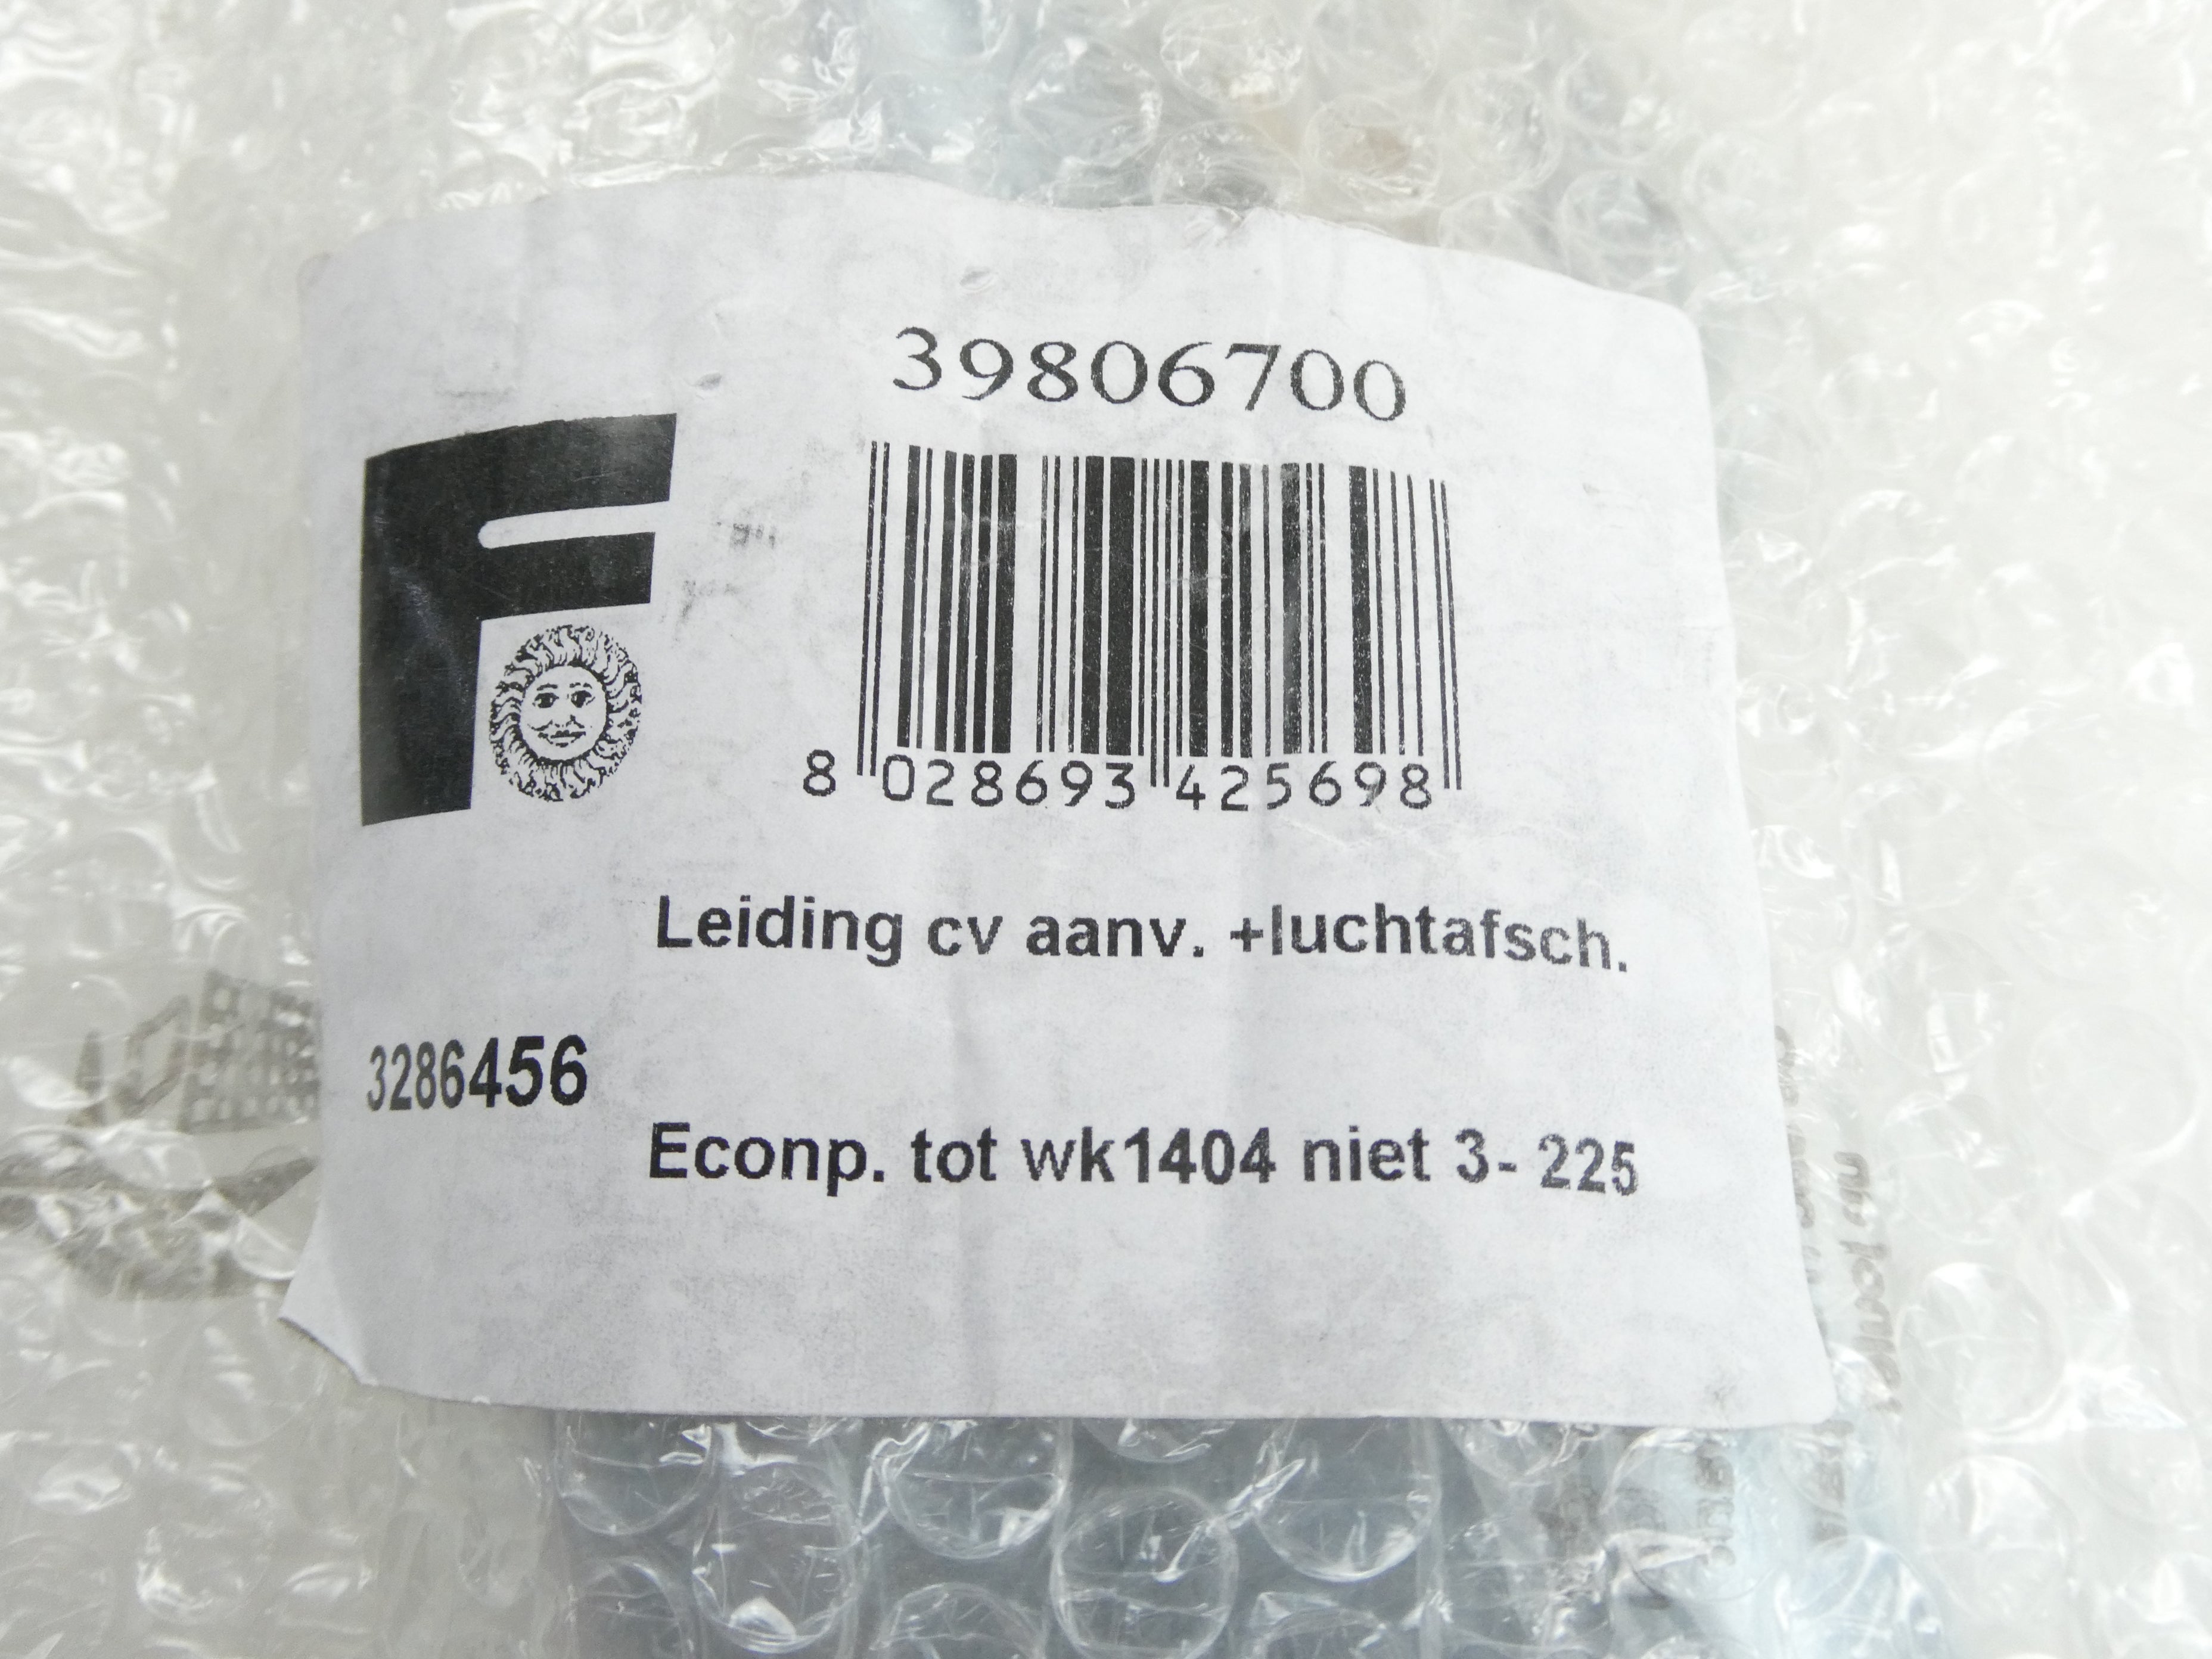 39806700
F
8 028693 425698
Leiding cv aanv. +luchtafsch.
3286456
Econp. tot wk1404 niet 3- 225